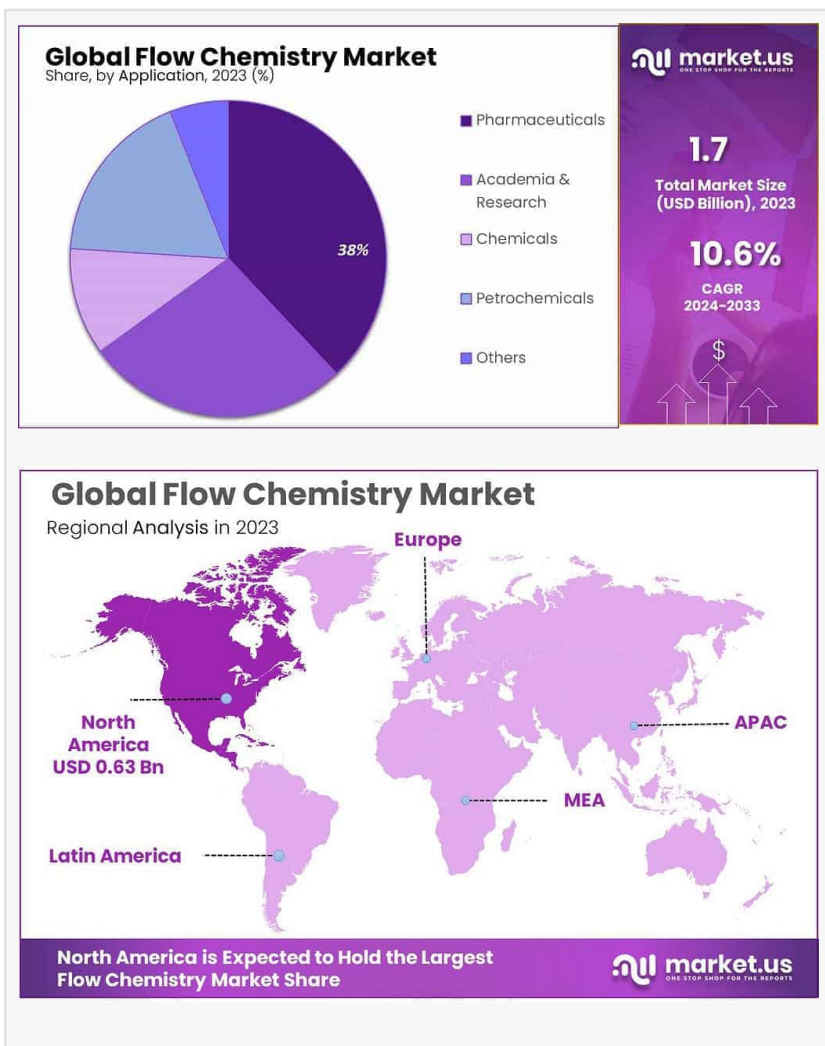 Global Flow Chemistry Market
Share, by Application, 2023 (%)
38%
Pharmaceuticals
Academia &
Research
Chemicals
Petrochemicals
Others
market.us
ONE STOP SHOP FOR THE REPORTS
1.7
Total Market Size
(USD Billion), 2023
10.6%
CAGR
2024-2033
$
Global Flow Chemistry Market
Regional Analysis in 2023
Europe
North
America
USD 0.63 Bn
APAC
MEA
Latin America
North America is Expected to Hold the Largest
Flow Chemistry Market Share
market.us
ONE STOP SHOP FOR THE REPORTS